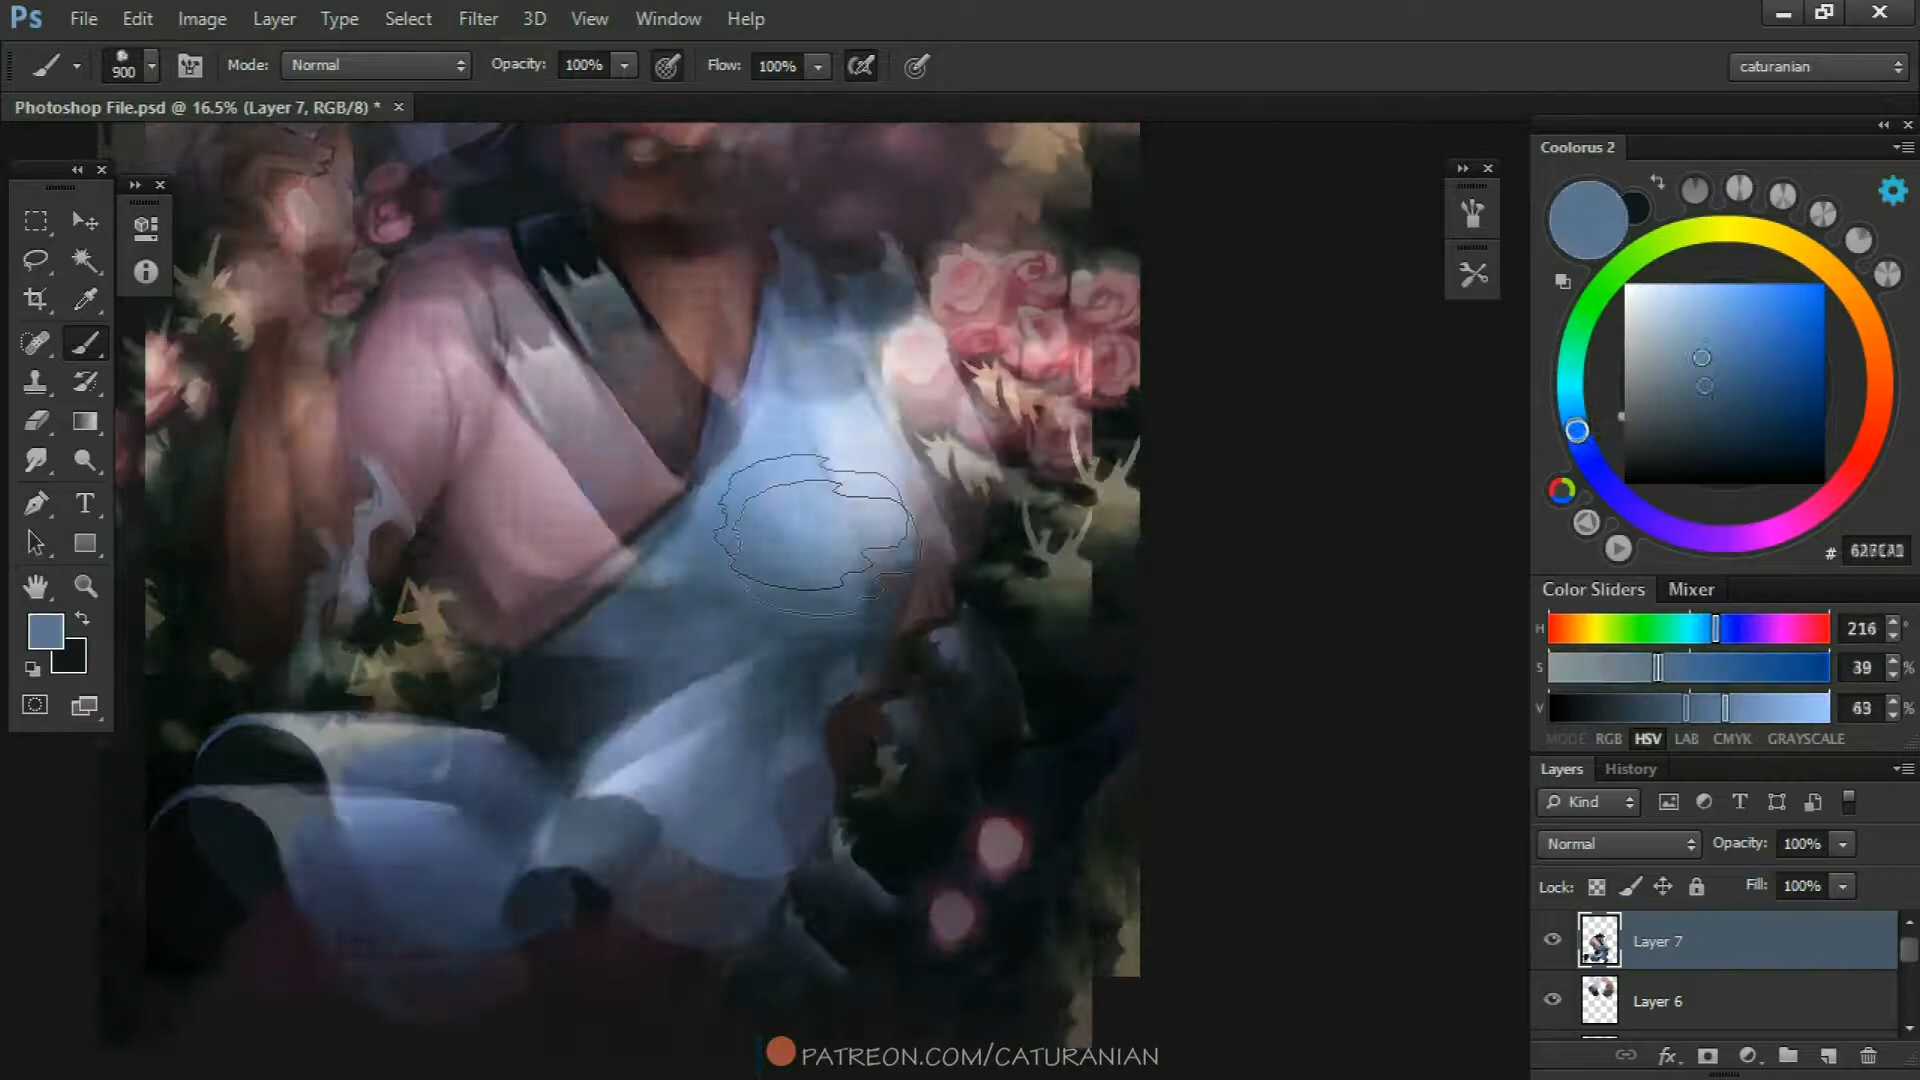 Ps File Edit Image Layer Type Select Filter 3D View Window Help
900 Mode: Normal Opacity: 100% Flow: 100% caturanian
Photoshop File.psd @ 16.5% (Layer 7, RGB/8) *
Coolorus 2
#
Color Sliders Mixer
H 216 °
S 39 %
V 63 %
MODE RGB HSV LAB CMYK GRAYSCALE
Layers History
Kind
Normal Opacity: 100%
Lock: Fill: 100%
Layer 7
Layer 6
fx
PATREON.COM/CATURANIAN